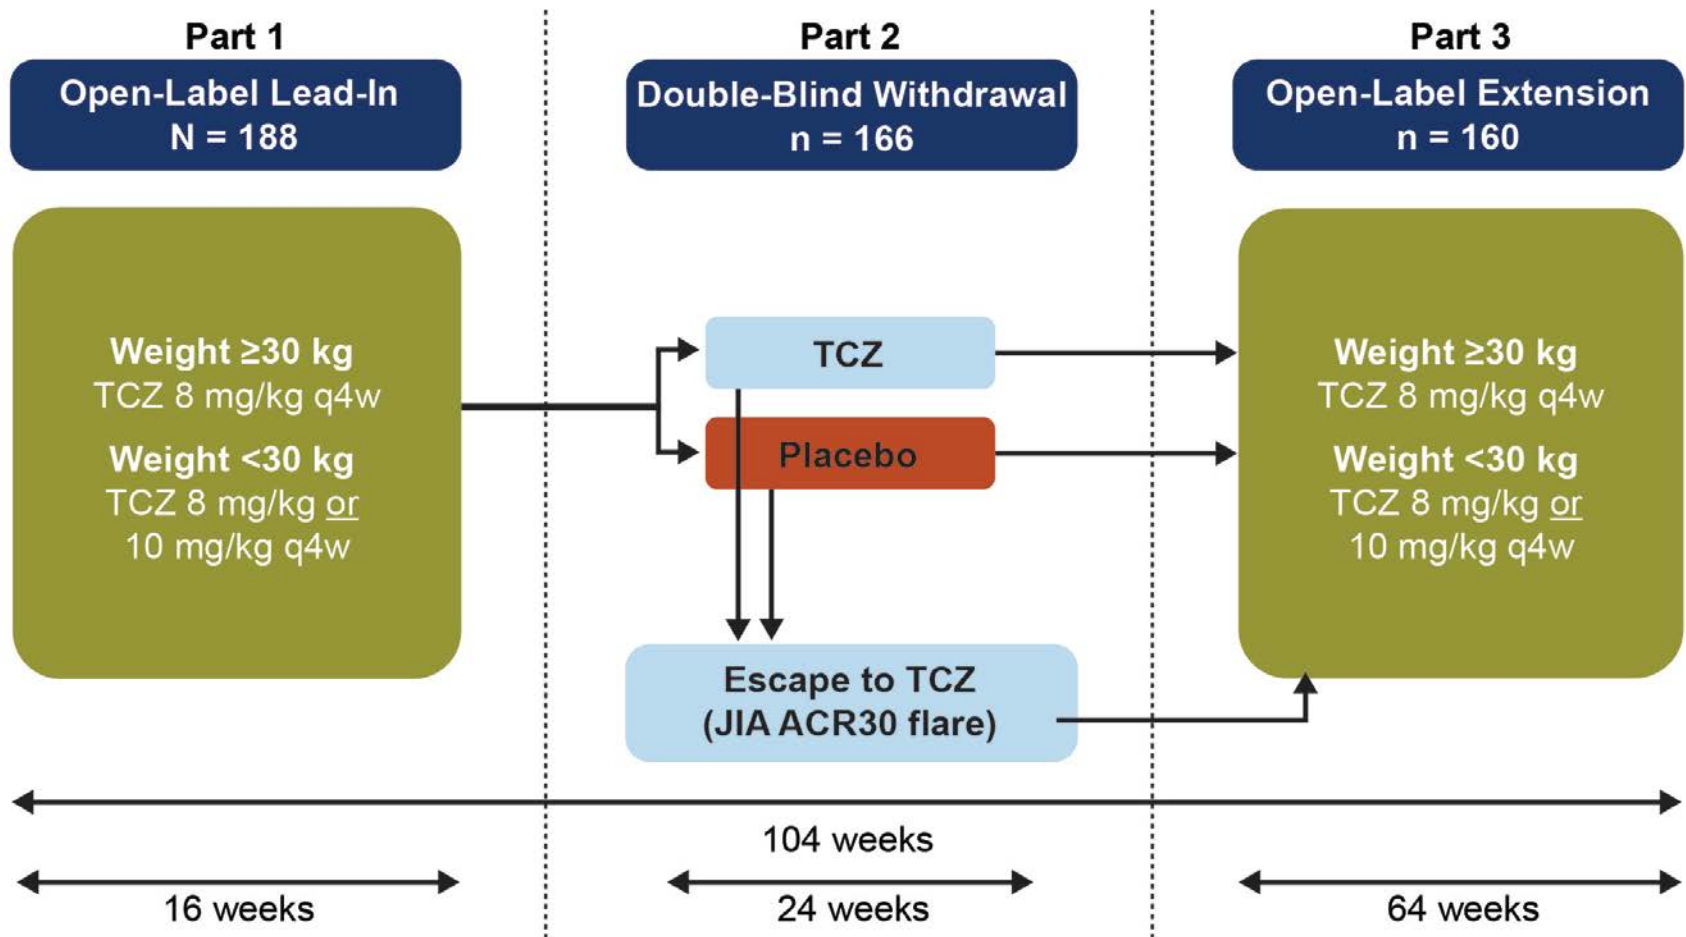 Part 1
Open-Label Lead-In
N = 188
Weight ≥30 kg
TCZ 8 mg/kg q4w
Weight <30 kg
TCZ 8 mg/kg or
10 mg/kg q4w
Part 2
Double-Blind Withdrawal
n = 166
TCZ
Placebo
Escape to TCZ
(JIA ACR30 flare)
Part 3
Open-Label Extension
n = 160
Weight ≥30 kg
TCZ 8 mg/kg q4w
Weight <30 kg
TCZ 8 mg/kg or
10 mg/kg q4w
104 weeks
16 weeks
24 weeks
64 weeks